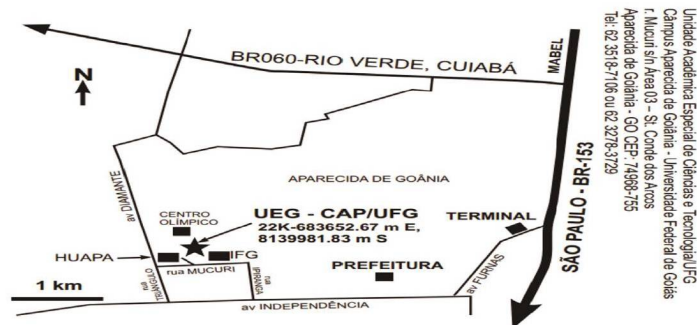 BR060-RIO VERDE, CUIABÁ
MABEL
N
APARECIDA DE GOÂNIA
av DIAMANTE
CENTRO
OLÍMPICO
UEG - CAP/UFG
22K-683652.67 m E,
8139981.83 m S
TERMINAL
SÃO PAULO - BR-153
HUAPA
IFG
rua MUCURI
PREFEITURA
rua
TRIÂNGULO
rua
IPIRANGA
av FURNAS
1 km
av INDEPENDÊNCIA
Unidade Acadêmica Especial de Ciências e Tecnologia/UFG
Câmpus Aparecida de Goiânia - Universidade Federal de Goiás
r. Mucuri s/n Área 03 – St. Conde dos Arcos
Aparecida de Goiânia - GO CEP: 74968-755
Tel: 62 3518-7106 ou 62 3278-3729